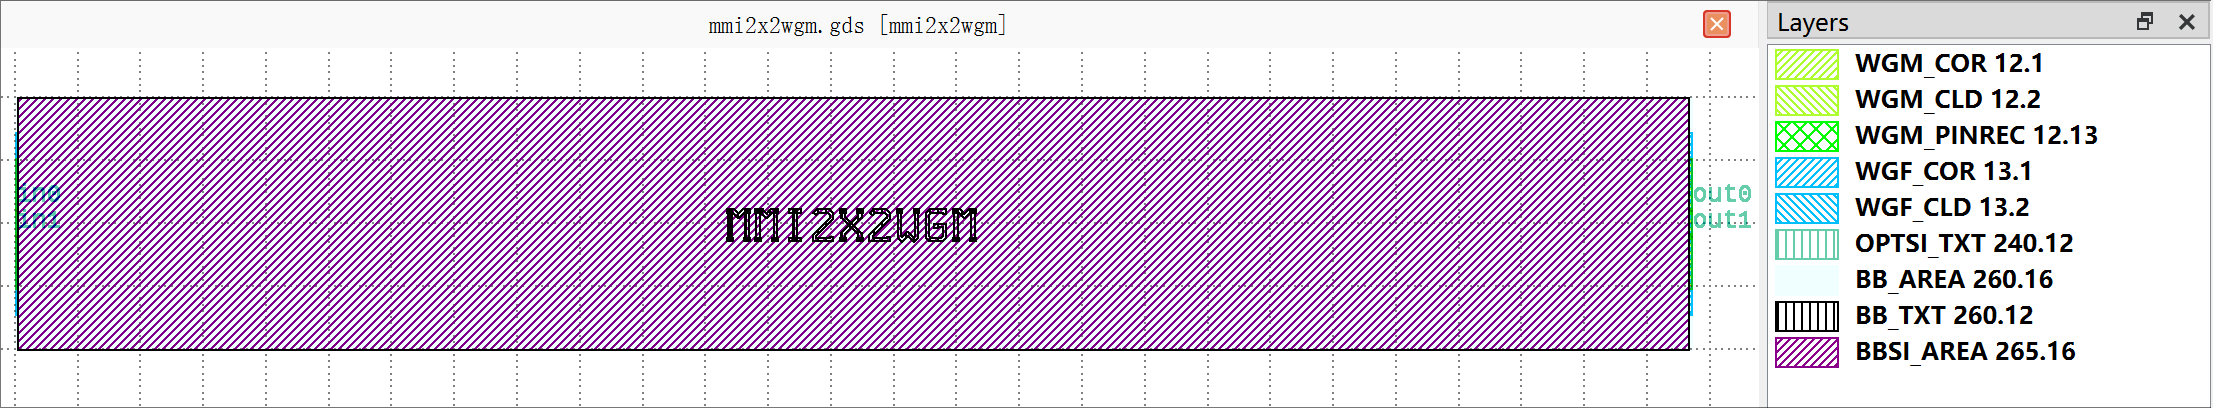 mmi2x2wgm.gds [mmi2x2wgm]
in0
in1
MMI2X2WGM
out0
out1
Layers
WGM_COR 12.1
WGM_CLD 12.2
WGM_PINREC 12.13
WGF_COR 13.1
WGF_CLD 13.2
OPTSI_TXT 240.12
BB_AREA 260.16
BB_TXT 260.12
BBSI_AREA 265.16